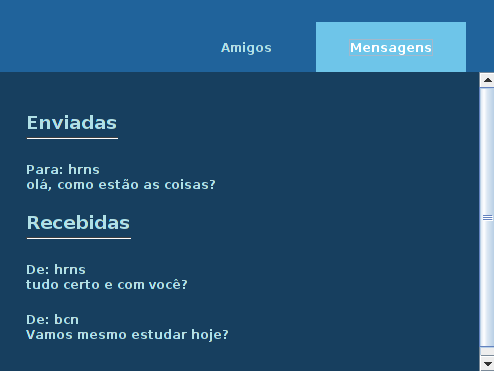 Amigos
Mensagens
Enviadas
Para: hrns
olá, como estão as coisas?
Recebidas
De: hrns
tudo certo e com você?
De: bcn
Vamos mesmo estudar hoje?